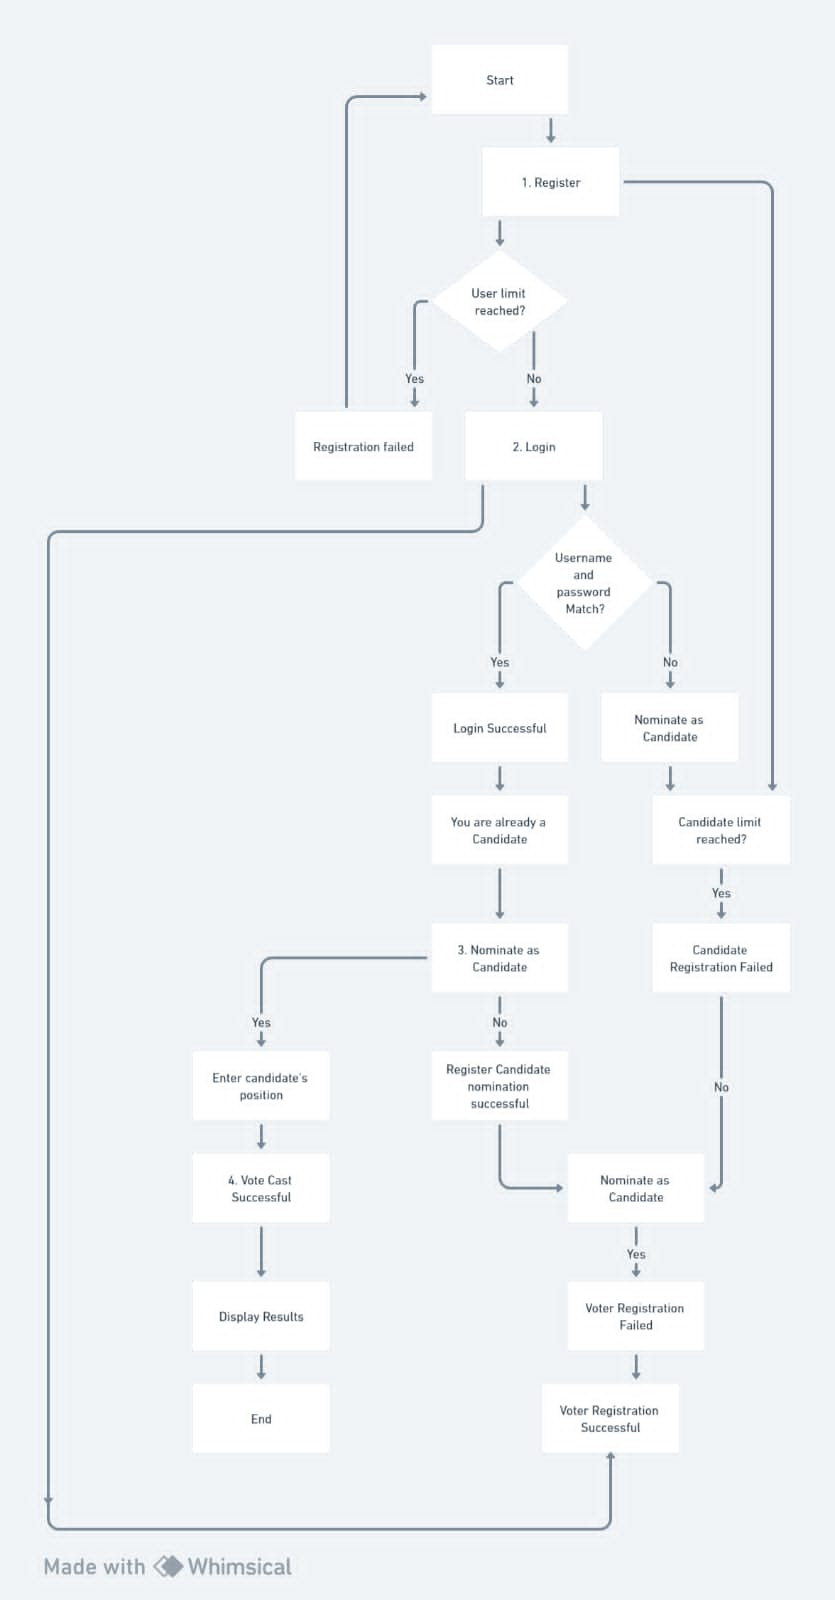 Start
1. Register
User limit
reached?
Yes
No
Registration failed
2. Login
Username
and
password
Match?
Yes
No
Login Successful
Nominate as
Candidate
You are already a
Candidate
Candidate limit
reached?
Yes
3. Nominate as
Candidate
Candidate
Registration Failed
Yes
No
Enter candidate's
position
Register Candidate
nomination
successful
No
4. Vote Cast
Successful
Nominate as
Candidate
Yes
Display Results
Voter Registration
Failed
End
Voter Registration
Successful
Made with Whimsical